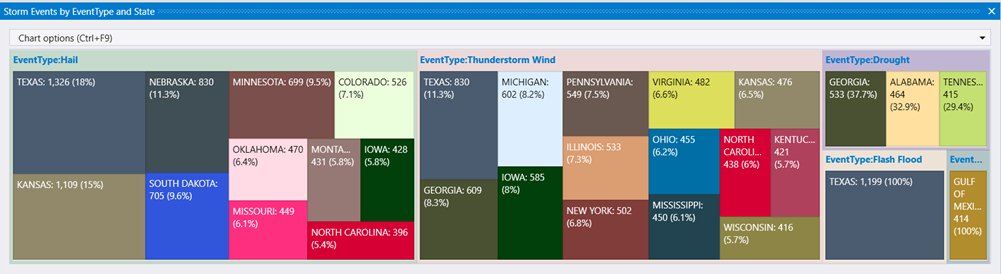 Storm Events by EventType and State
Chart options (Ctrl+F9)
EventType:Hail
TEXAS: 1,326 (18%)
KANSAS: 1,109 (15%)
NEBRASKA: 830
(11.3%)
SOUTH DAKOTA:
705 (9.6%)
MINNESOTA: 699 (9.5%)
COLORADO: 526
(7.1%)
OKLAHOMA: 470
(6.4%)
MONTA...
431 (5.8%)
IOWA: 428
(5.8%)
MISSOURI: 449
(6.1%)
NORTH CAROLINA: 396
(5.4%)
EventType:Thunderstorm Wind
TEXAS: 830
(11.3%)
GEORGIA: 609
(8.3%)
MICHIGAN:
602 (8.2%)
IOWA: 585
(8%)
PENNSYLVANIA:
549 (7.5%)
ILLINOIS: 533
(7.3%)
NEW YORK: 502
(6.8%)
VIRGINIA: 482
(6.6%)
KANSAS: 476
(6.5%)
OHIO: 455
(6.2%)
MISSISSIPPI:
450 (6.1%)
NORTH
CAROLI...
438 (6%)
KENTUC...
421
(5.7%)
WISCONSIN: 416
(5.7%)
EventType:Drought
GEORGIA:
533 (37.7%)
ALABAMA:
464
(32.9%)
TENNES...
415
(29.4%)
EventType:Flash Flood
TEXAS: 1,199 (100%)
Event...
GULF
OF
MEXI...
414
(100%)